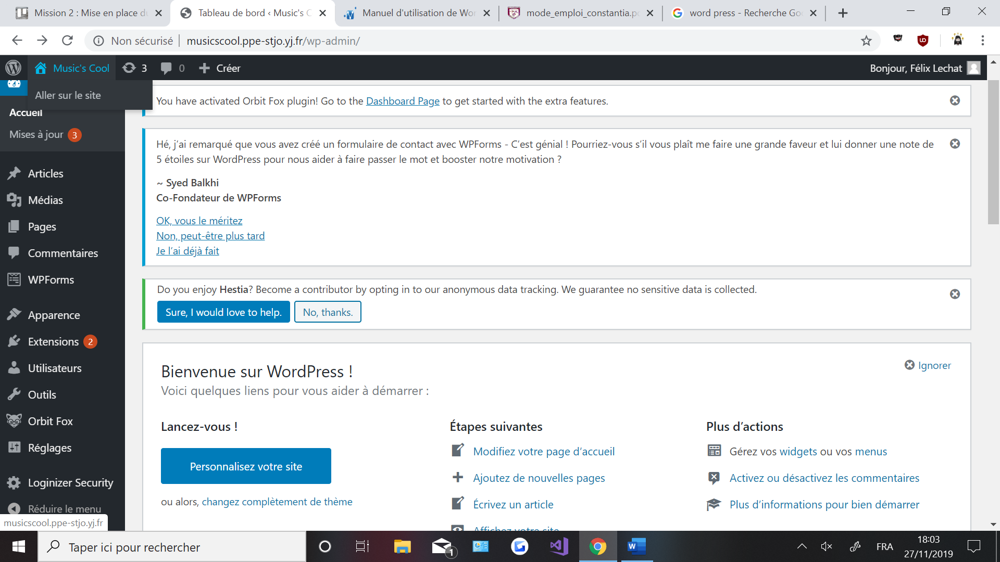 Mission 2 : Mise en place du
Tableau de bord ‹ Music's C
Manuel d'utilisation de Wor
mode_emploi_constantia.pd
word press - Recherche Goo
Non sécurisé
musicscool.ppe-stjo.yj.fr/wp-admin/
Music's Cool
3
0
Créer
Bonjour, Félix Lechat
Aller sur le site
Accueil
Mises à jour 3
Articles
Médias
Pages
Commentaires
WPForms
Apparence
Extensions 2
Utilisateurs
Outils
Orbit Fox
Réglages
Loginizer Security
Réduire le menu
musicscool.ppe-stjo.yj.fr
You have activated Orbit Fox plugin! Go to the Dashboard Page to get started with the extra features.
Hé, j’ai remarqué que vous avez créé un formulaire de contact avec WPForms - C’est génial ! Pourriez-vous s’il vous plaît me faire une grande faveur et lui donner une note de
5 étoiles sur WordPress pour nous aider à faire passer le mot et booster notre motivation ?
~ Syed Balkhi
Co-Fondateur de WPForms
OK, vous le méritez
Non, peut-être plus tard
Je l’ai déjà fait
Do you enjoy Hestia? Become a contributor by opting in to our anonymous data tracking. We guarantee no sensitive data is collected.
Sure, I would love to help.
No, thanks.
Bienvenue sur WordPress !
Ignorer
Voici quelques liens pour vous aider à démarrer :
Lancez-vous !
Personnalisez votre site
ou alors, changez complètement de thème
Étapes suivantes
Modifiez votre page d’accueil
Ajoutez de nouvelles pages
Écrivez un article
Affichez votre site
Plus d’actions
Gérez vos widgets ou vos menus
Activez ou désactivez les commentaires
Plus d’informations pour bien démarrer
Taper ici pour rechercher
1
FRA
18:03
27/11/2019